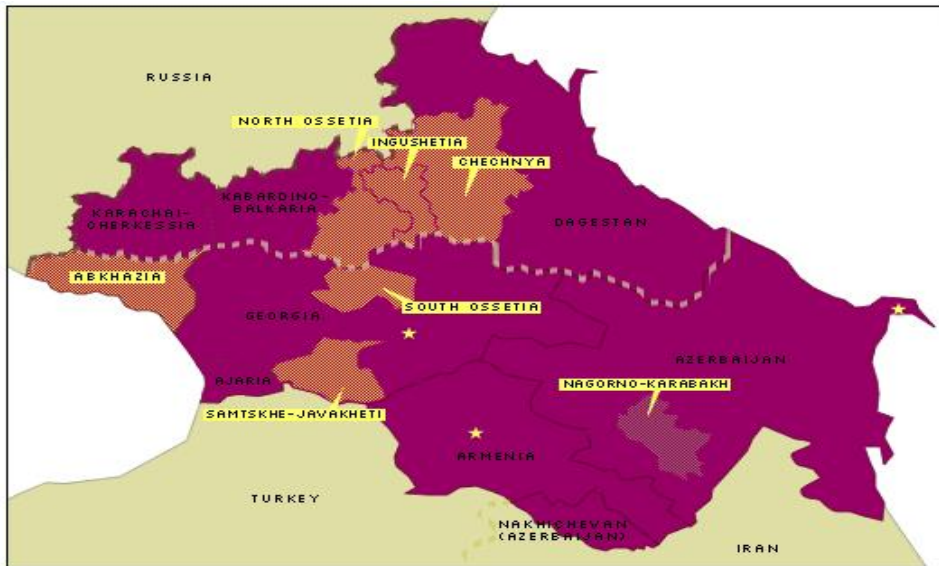 RUSSIA
NORTH OSSETIA
INGUSHETIA
CHECHNYA
KABARDINO-
BALKARIA
KARACHAI-
CHERKESSIA
DAGESTAN
ABKHAZIA
SOUTH OSSETIA
GEORGIA
AZERBAIJAN
AJARIA
NAGORNO-KARABAKH
SAMTSKHE-JAVAKHETI
ARMENIA
TURKEY
NAKHICHEVAN
(AZERBAIJAN)
IRAN